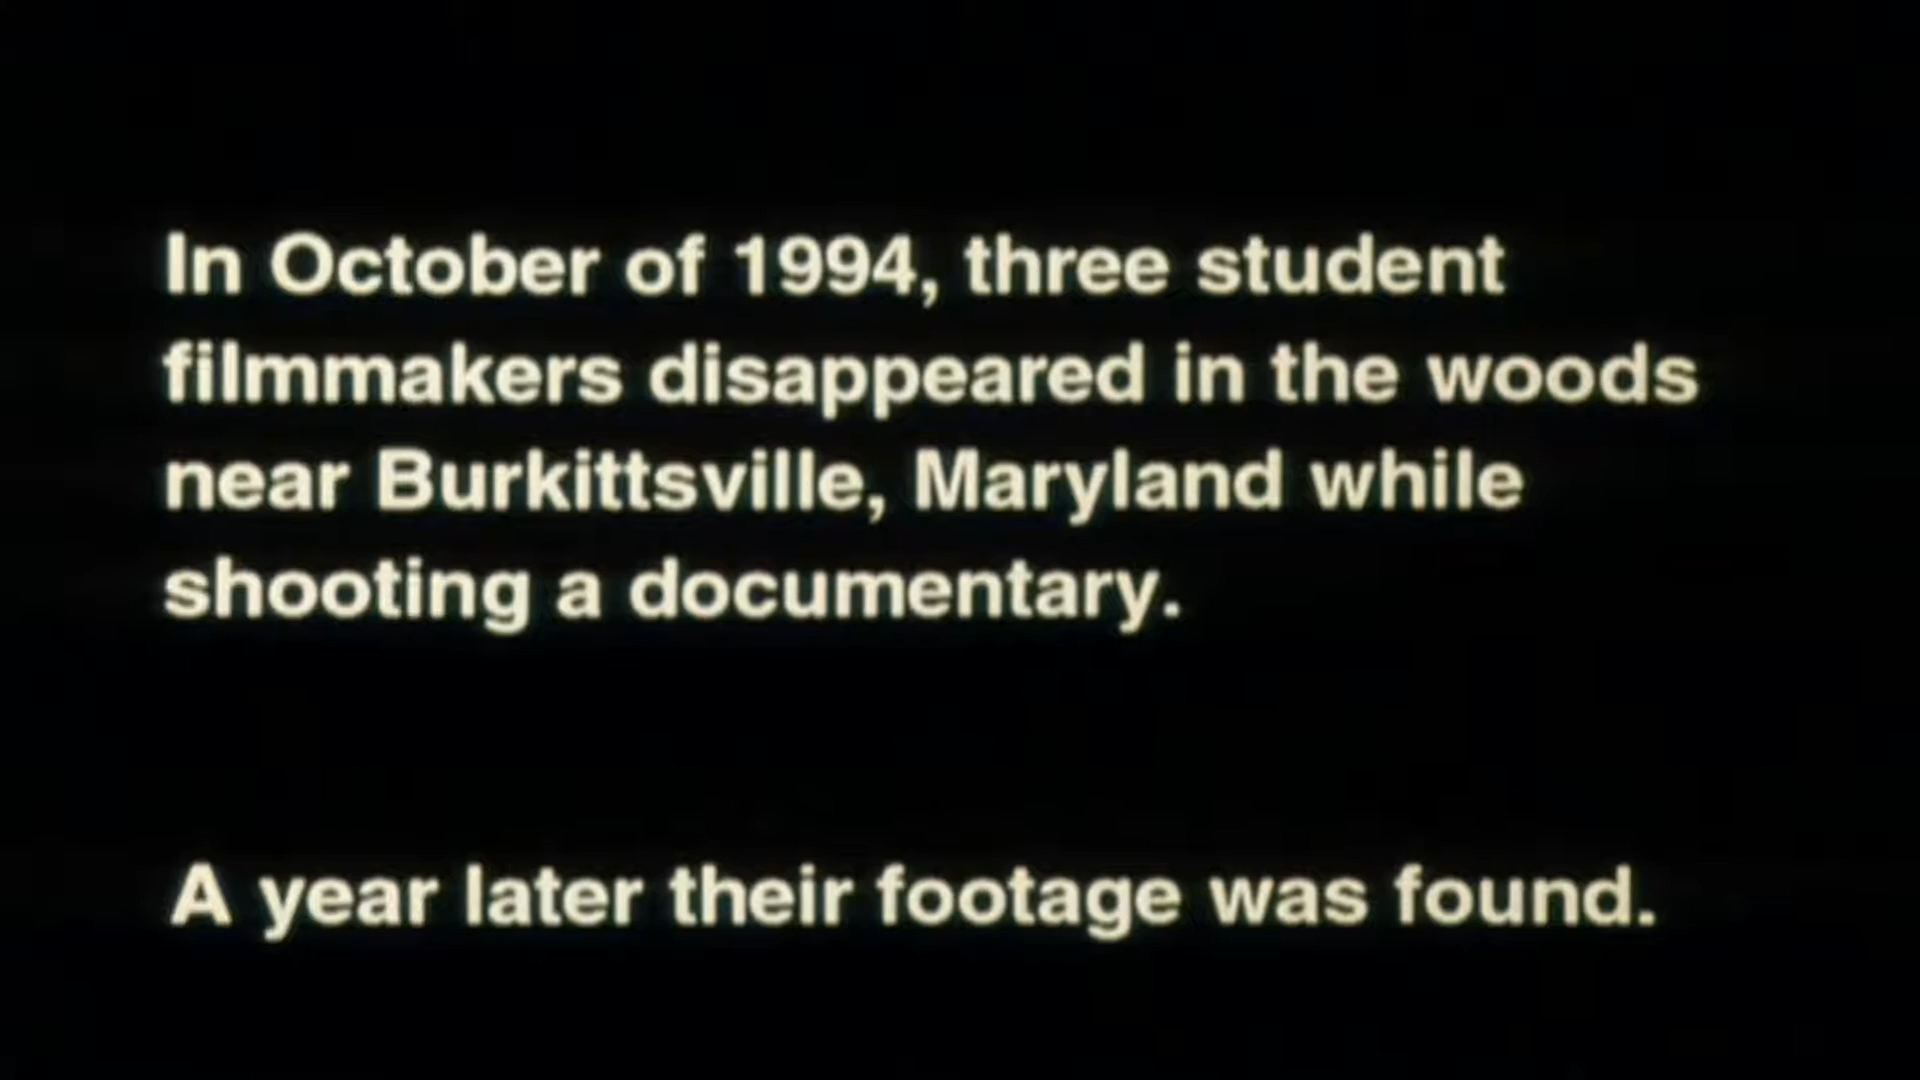 In October of 1994, three student
filmmakers disappeared in the woods
near Burkittsville, Maryland while
shooting a documentary.
A year later their footage was found.